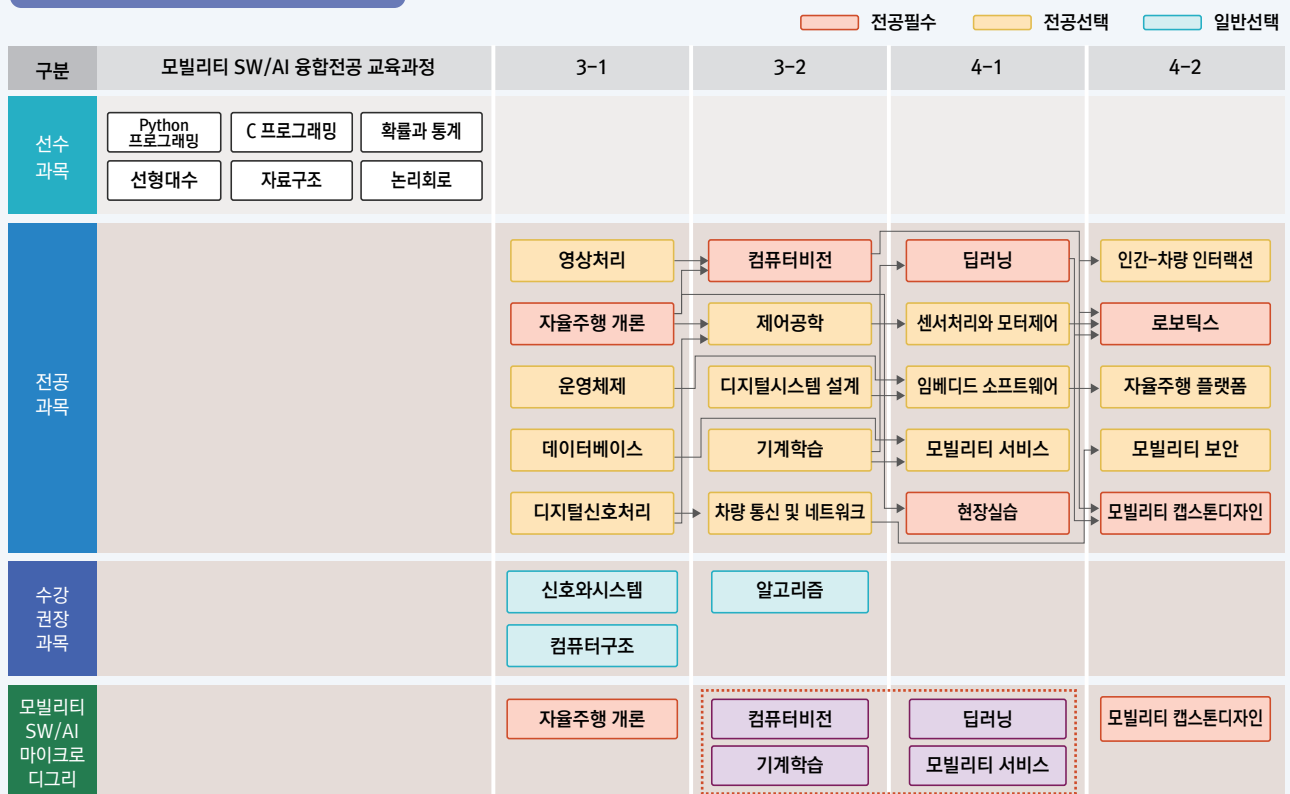 전공필수
전공선택
일반선택
구분
모빌리티 SW/AI 융합전공 교육과정
3-1
3-2
4-1
4-2
선수
과목
Python
프로그래밍
C 프로그래밍
확률과 통계
선형대수
자료구조
논리회로
전공
과목
영상처리
컴퓨터비전
딥러닝
인간-차량 인터랙션
자율주행 개론
제어공학
센서처리와 모터제어
로보틱스
운영체제
디지털시스템 설계
임베디드 소프트웨어
자율주행 플랫폼
데이터베이스
기계학습
모빌리티 서비스
모빌리티 보안
디지털신호처리
차량 통신 및 네트워크
현장실습
모빌리티 캡스톤디자인
수강
권장
과목
신호와시스템
알고리즘
컴퓨터구조
모빌리티
SW/AI
마이크로
디그리
자율주행 개론
컴퓨터비전
딥러닝
모빌리티 캡스톤디자인
기계학습
모빌리티 서비스